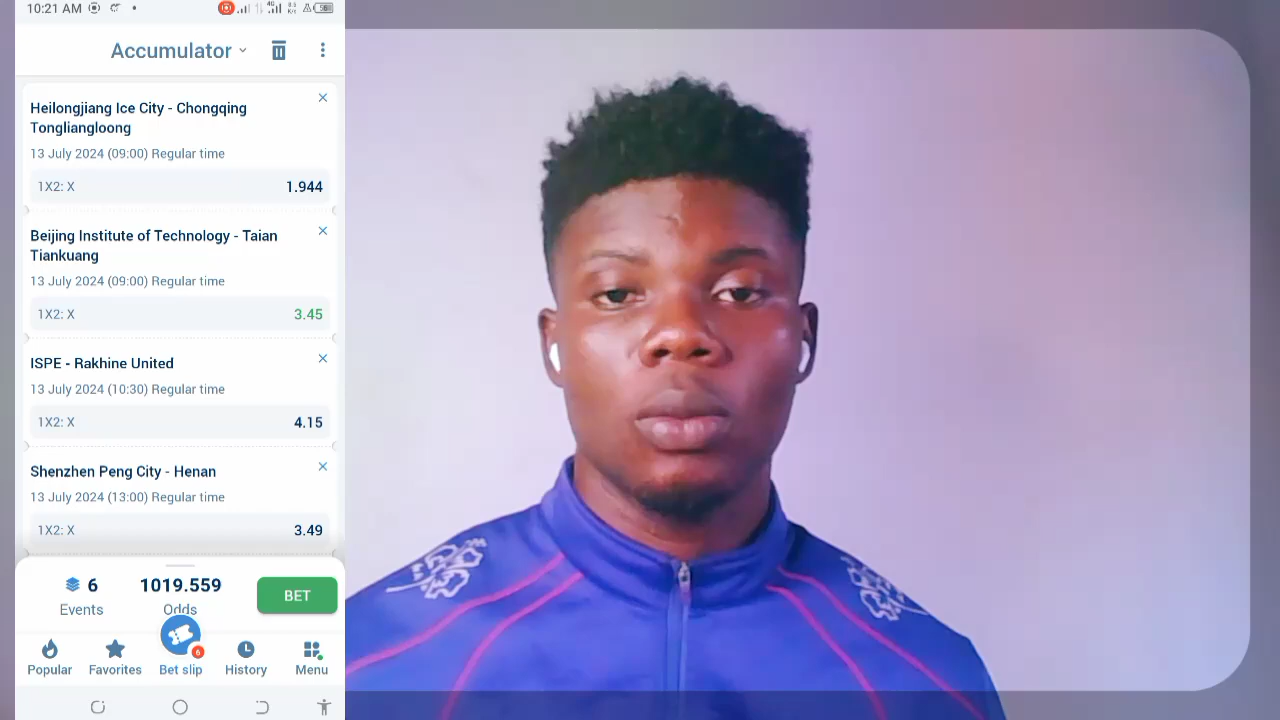 10:21 AM
Accumulator
Heilongjiang Ice City - Chongqing
Tongliangloong
13 July 2024 (09:00) Regular time
1X2: X 1.944
Beijing Institute of Technology - Taian
Tiankuang
13 July 2024 (09:00) Regular time
1X2: X 3.45
ISPE - Rakhine United
13 July 2024 (10:30) Regular time
1X2: X 4.15
Shenzhen Peng City - Henan
13 July 2024 (13:00) Regular time
1X2: X 3.49
6 1019.559
Events Odds
BET
6
Popular Favorites Bet slip History Menu